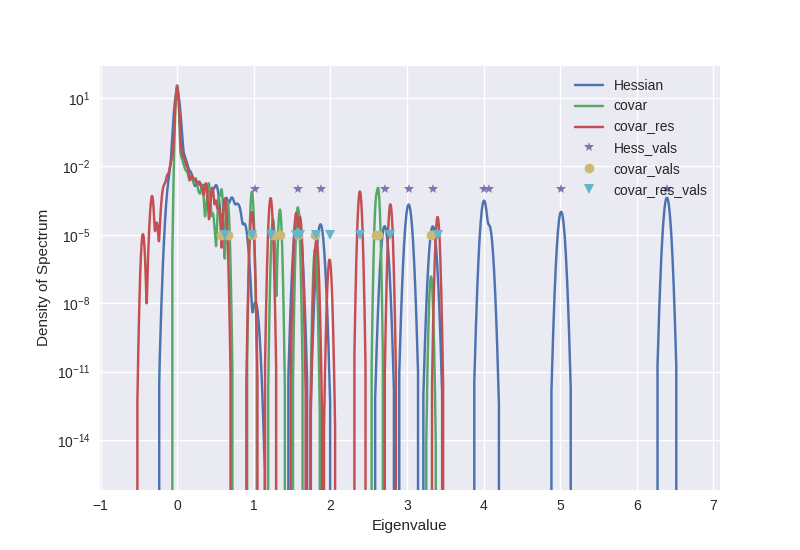 10^1
10^−2
10^−5
10^−8
10^−11
10^−14
Density of Spectrum
Hessian
covar
covar_res
Hess_vals
covar_vals
covar_res_vals
−1 0 1 2 3 4 5 6 7
Eigenvalue